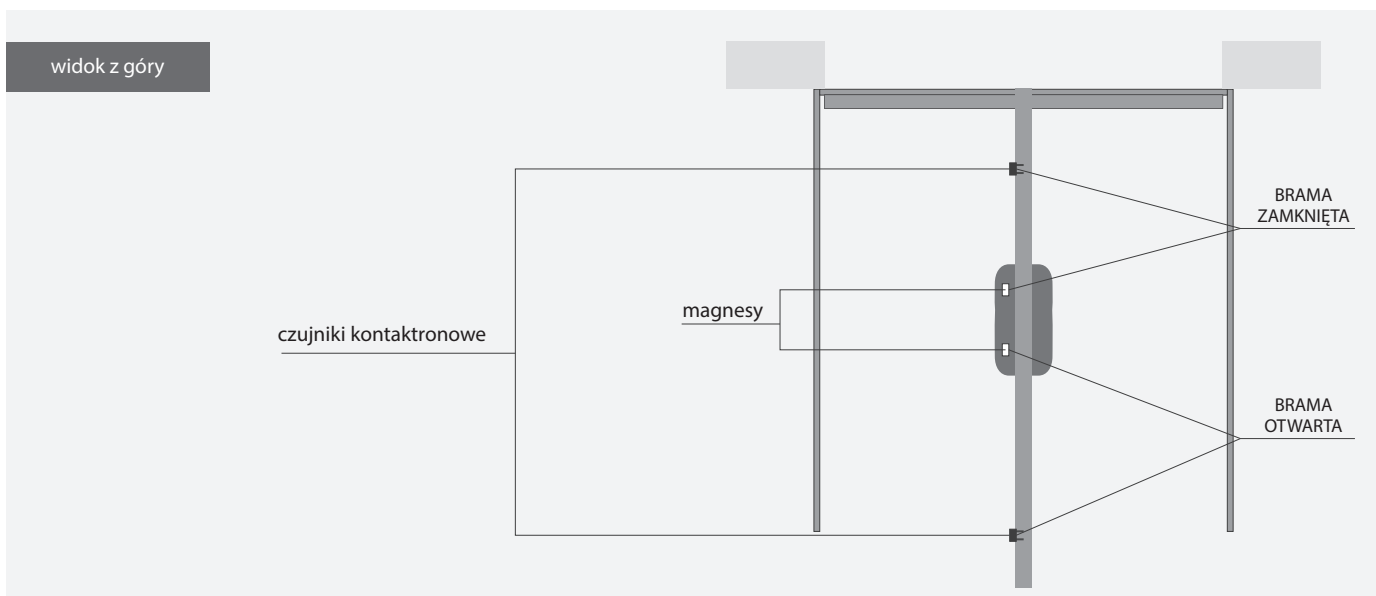 widok z góry
BRAMA
ZAMKNIĘTA
magnesy
czujniki kontaktronowe
BRAMA
OTWARTA